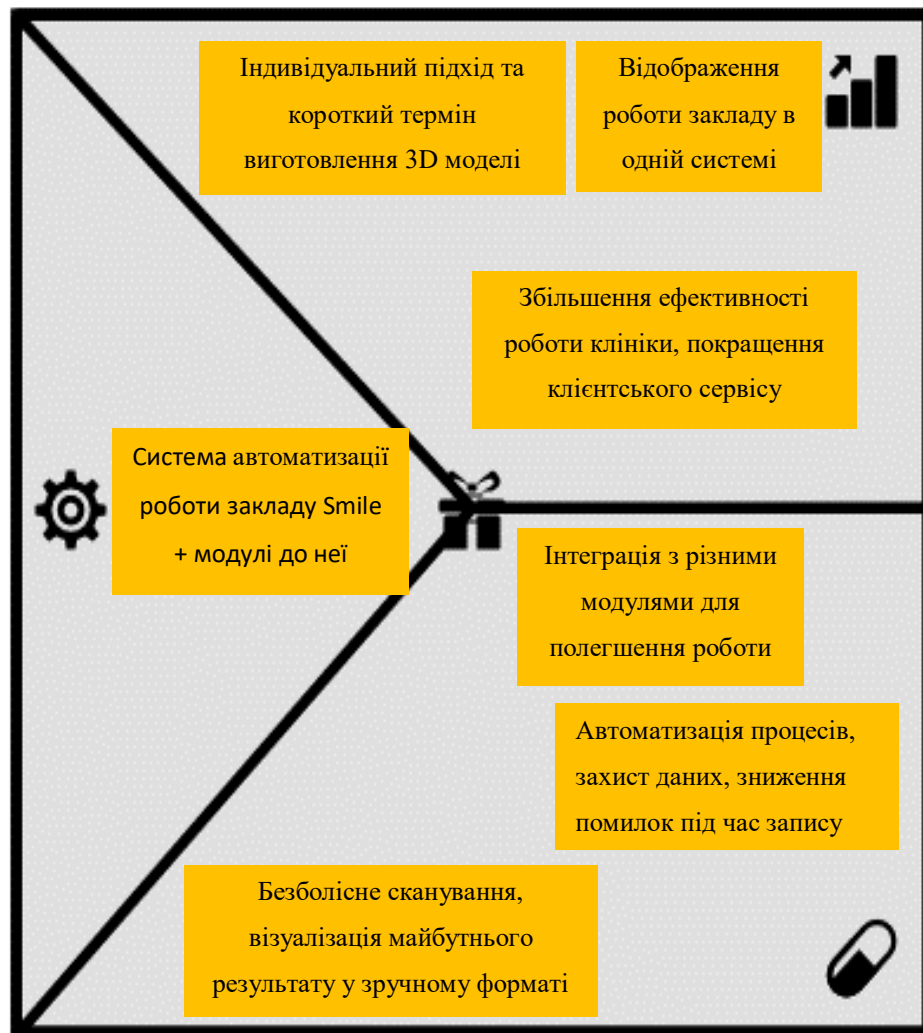 Індивідуальний підхід та
короткий термін
виготовлення 3D моделі
Відображення
роботи закладу в
одній системі
Збільшення ефективності
роботи клініки, покращення
клієнтського сервісу
Система автоматизації
роботи закладу Smile
+ модулі до неї
Інтеграція з різними
модулями для
полегшення роботи
Автоматизація процесів,
захист даних, зниження
помилок під час запису
Безболісне сканування,
візуалізація майбутнього
результату у зручному форматі